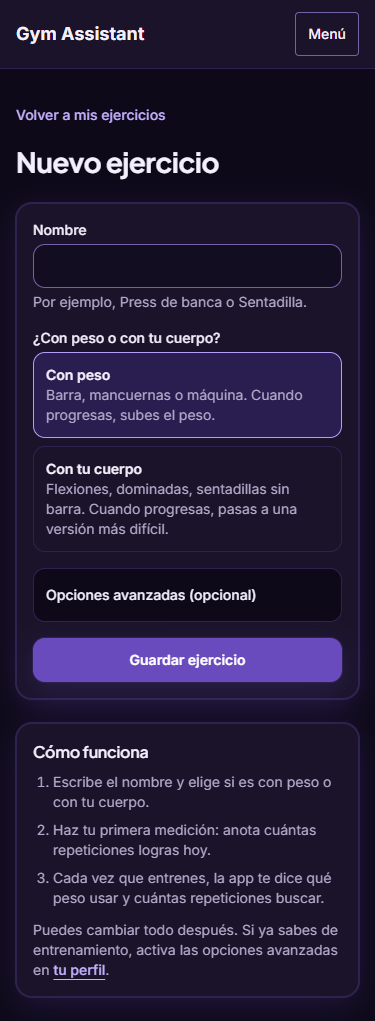 Gym Assistant
Menú
Volver a mis ejercicios
Nuevo ejercicio
Nombre
Por ejemplo, Press de banca o Sentadilla.
¿Con peso o con tu cuerpo?
Con peso
Barra, mancuernas o máquina. Cuando
progresas, subes el peso.
Con tu cuerpo
Flexiones, dominadas, sentadillas sin
barra. Cuando progresas, pasas a una
versión más difícil.
Opciones avanzadas (opcional)
Guardar ejercicio
Cómo funciona
1. Escribe el nombre y elige si es con peso o
con tu cuerpo.
2. Haz tu primera medición: anota cuántas
repeticiones logras hoy.
3. Cada vez que entrenes, la app te dice qué
peso usar y cuántas repeticiones buscar.
Puedes cambiar todo después. Si ya sabes de
entrenamiento, activa las opciones avanzadas
en tu perfil.